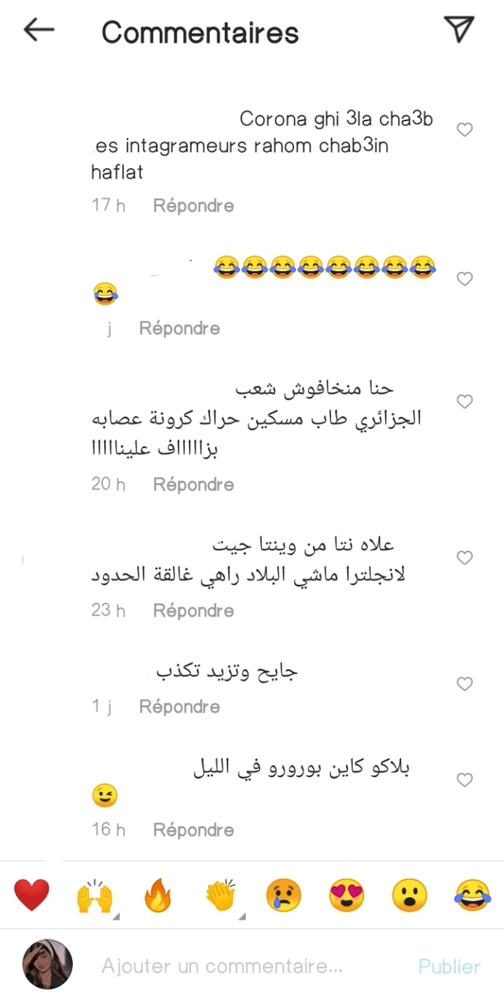 Commentaires
Corona ghi 3la cha3b
es intagrameurs rahom chab3in
haflat
17 h Répondre
😂😂😂😂😂😂😂😂
😂
j Répondre
حنا منخافوش شعب
الجزائري طاب مسكين حراك كرونة عصابه
بزاااااف علينااااا
20 h Répondre
علاه نتا من وينتا جيت
لانجلترا ماشي البلاد راهي غالقة الحدود
23 h Répondre
جايح وتزيد تكذب
1 j Répondre
بلاكو كاين بورورو في الليل
😉
16 h Répondre
❤️🙌🔥👏😢😍😮😂
Ajouter un commentaire... Publier